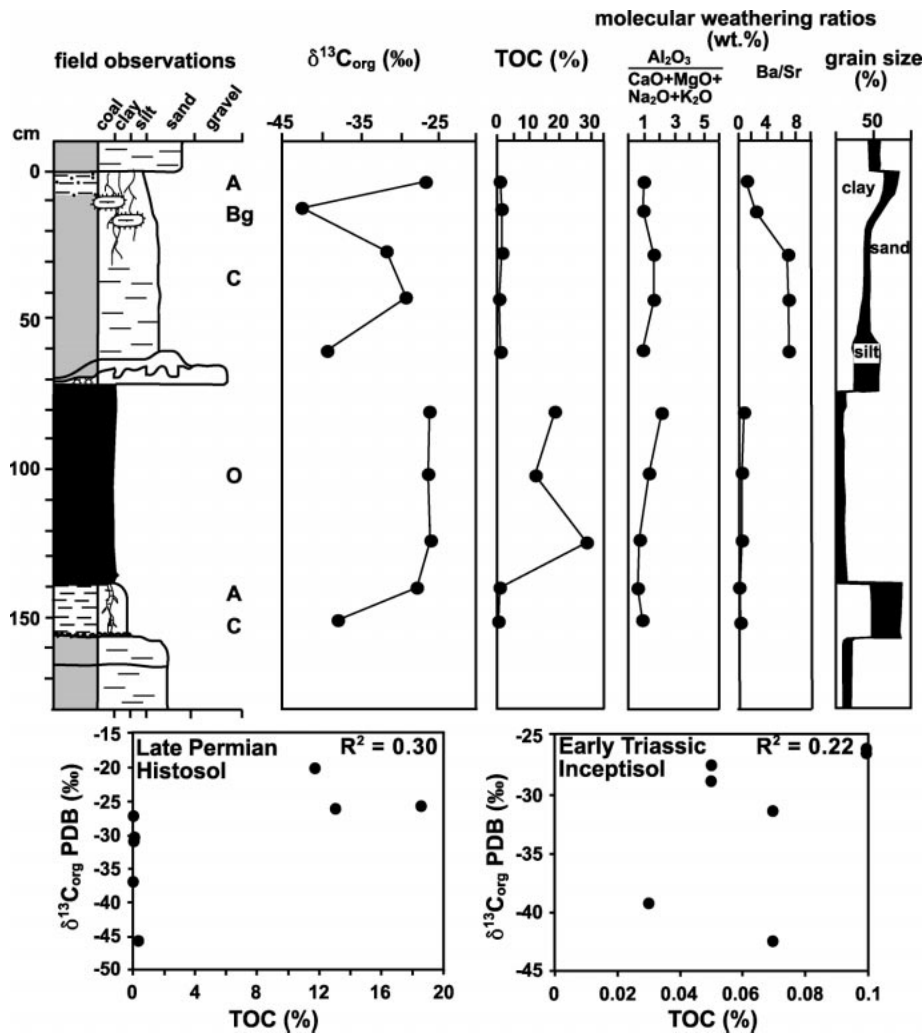 molecular weathering ratios
(wt.%)
field observations
δ¹³Corg (‰)
TOC (%)
Al₂O₃
CaO+MgO+
Na₂O+K₂O
Ba/Sr
grain size
(%)
coal clay silt sand gravel
cm
-45 -35 -25
0 10 20 30
1 3 5
0 4 8
50
0
50
100
150
A
Bg
C
O
A
C
clay
sand
silt
Late Permian
Histosol
R² = 0.30
δ¹³Corg PDB (‰)
-15
-20
-25
-30
-35
-40
-45
-50
0 4 8 12 16 20
TOC (%)
Early Triassic
Inceptisol
R² = 0.22
δ¹³Corg PDB (‰)
-25
-30
-35
-40
-45
0 0.02 0.04 0.06 0.08 0.1
TOC (%)